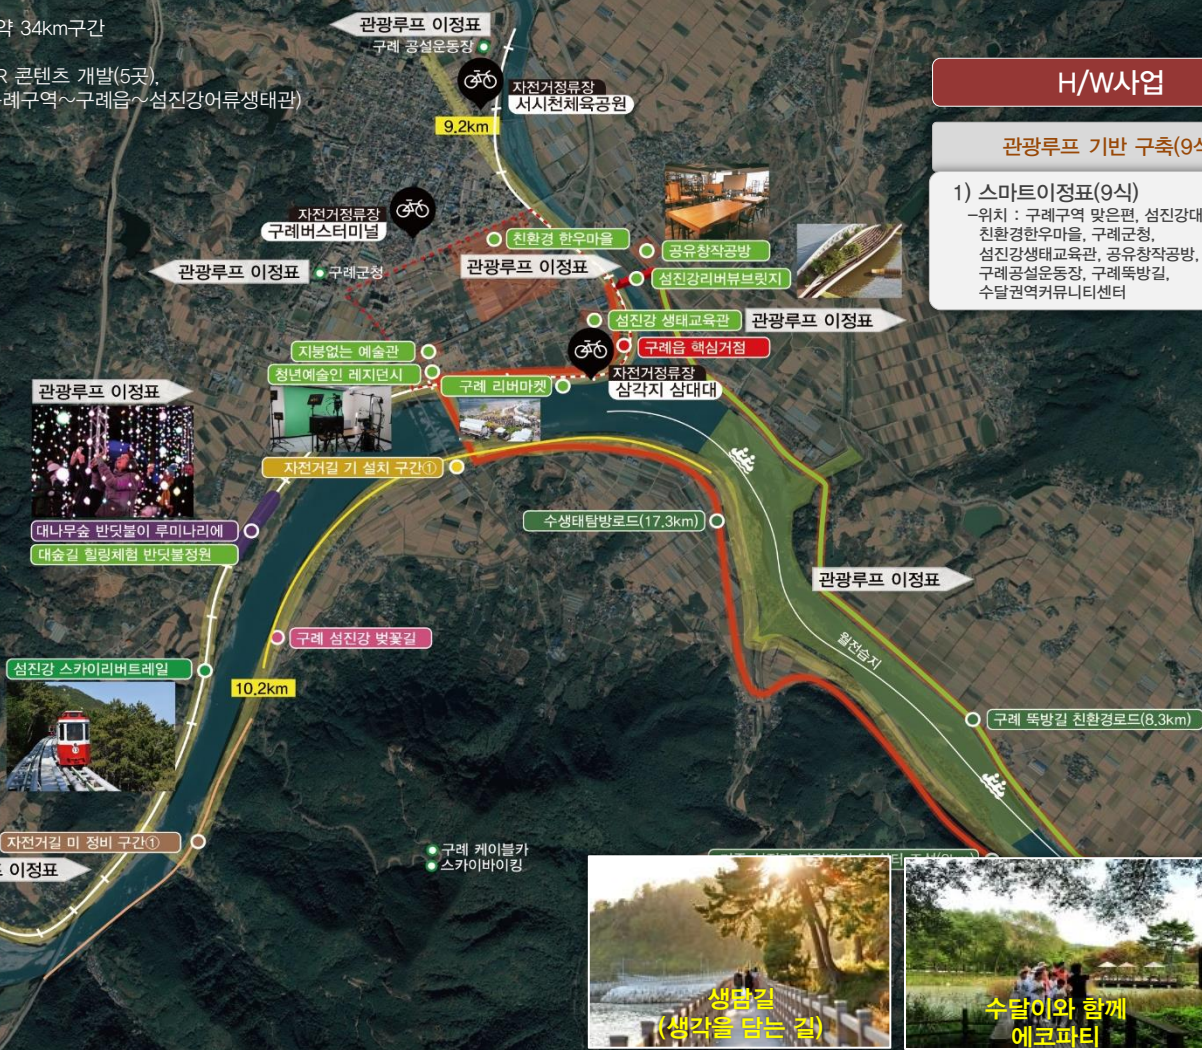 약 34km구간
R 콘텐츠 개발(5곳),
례구역~구례읍~섬진강어류생태관)
관광루프 이정표
구례 공설운동장
자전거정류장
서시천체육공원
9.2km
H/W사업
관광루프 기반 구축(9식
1) 스마트이정표(9식)
-위치 : 구례구역 맞은편, 섬진강대
친환경한우마을, 구례군청,
섬진강생태교육관, 공유창작공방,
구례공설운동장, 구례뚝방길,
수달권역커뮤니티센터
자전거정류장
구례버스터미널
친환경 한우마을
공유창작공방
관광루프 이정표
구례군청
관광루프 이정표
섬진강리버뷰브릿지
섬진강 생태교육관
관광루프 이정표
지붕없는 예술관
구례읍 핵심거점
청년예술인 레지던시
구례 리버마켓
자전거정류장
삼각지 삼대대
관광루프 이정표
자전거길 기 설치 구간①
대나무숲 반딧불이 루미나리에
대숲길 힐링체험 반딧불정원
수생태탐방로드(17.3km)
관광루프 이정표
구례 섬진강 벚꽃길
월전습지
섬진강 스카이리버트레일
10.2km
구례 뚝방길 친환경로드(8.3km)
자전거길 미 정비 구간①
이정표
구례 케이블카
스카이바이킹
생담길
(생각을 담는 길)
수달이와 함께
에코파티